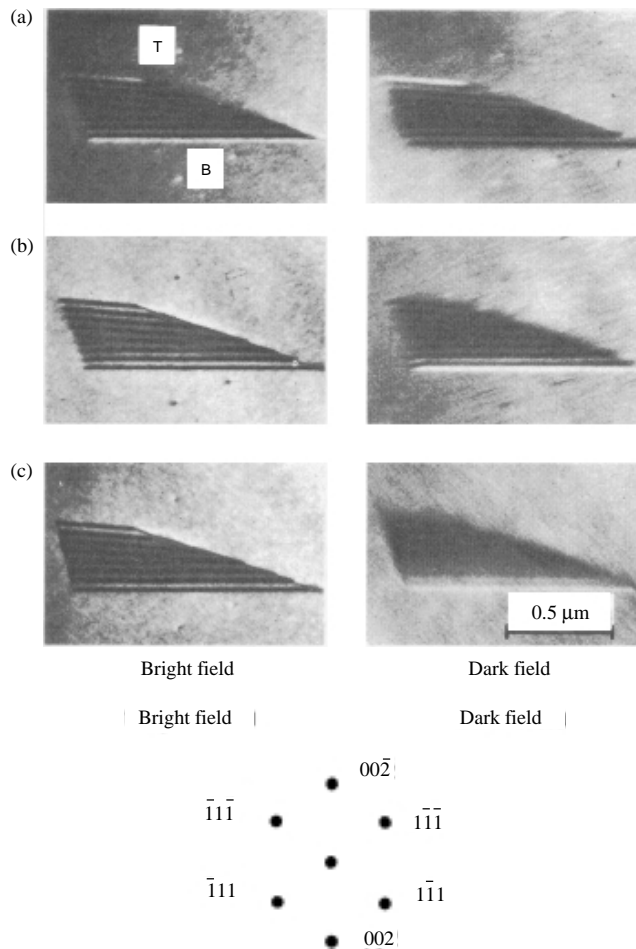 (a)
T
B
(b)
(c)
0.5 μm
Bright field Dark field
Bright field Dark field
002̄
1̄11̄ 11̄1̄
1̄11 11̄1
002